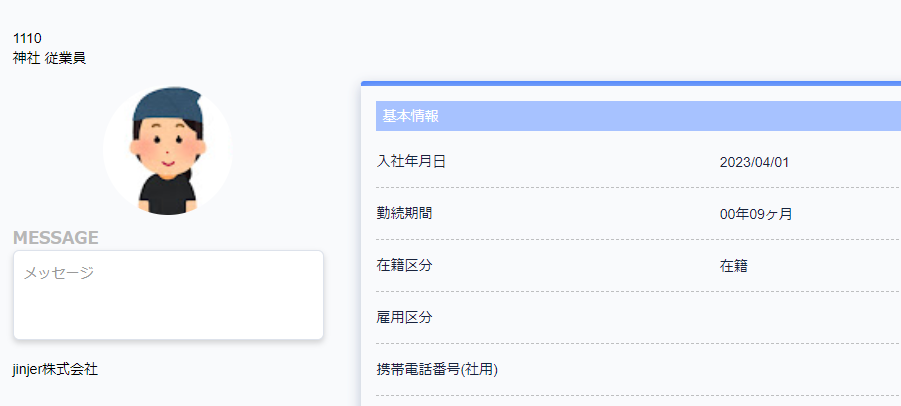 1110
神社 従業員
MESSAGE
メッセージ
jinjer株式会社
基本情報
入社年月日 2023/04/01
勤続期間 00年09ヶ月
在籍区分 在籍
雇用区分
携帯電話番号(社用)